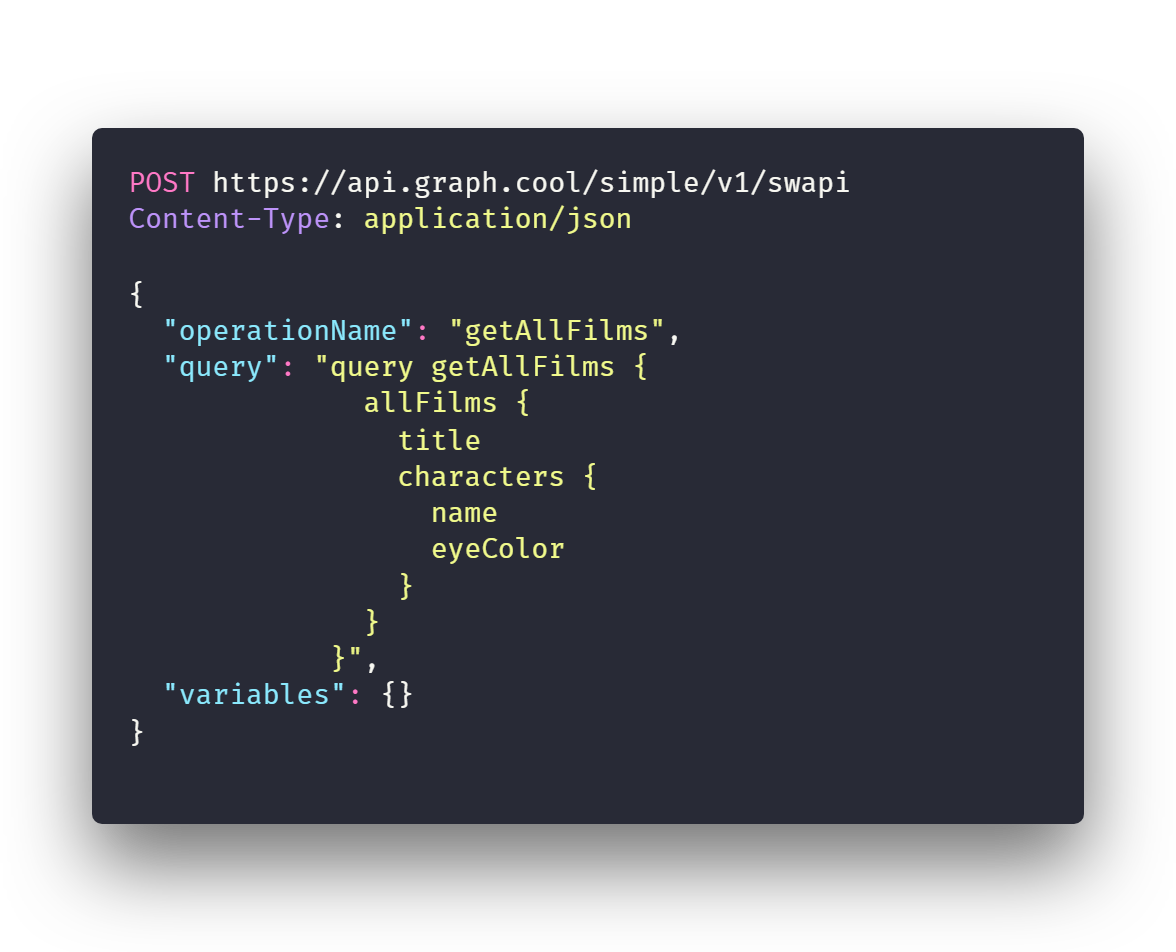 POST https://api.graph.cool/simple/v1/swapi
Content-Type: application/json

{
  "operationName": "getAllFilms",
  "query": "query getAllFilms {
              allFilms {
                title
                characters {
                  name
                  eyeColor
                }
              }
            }",
  "variables": {}
}